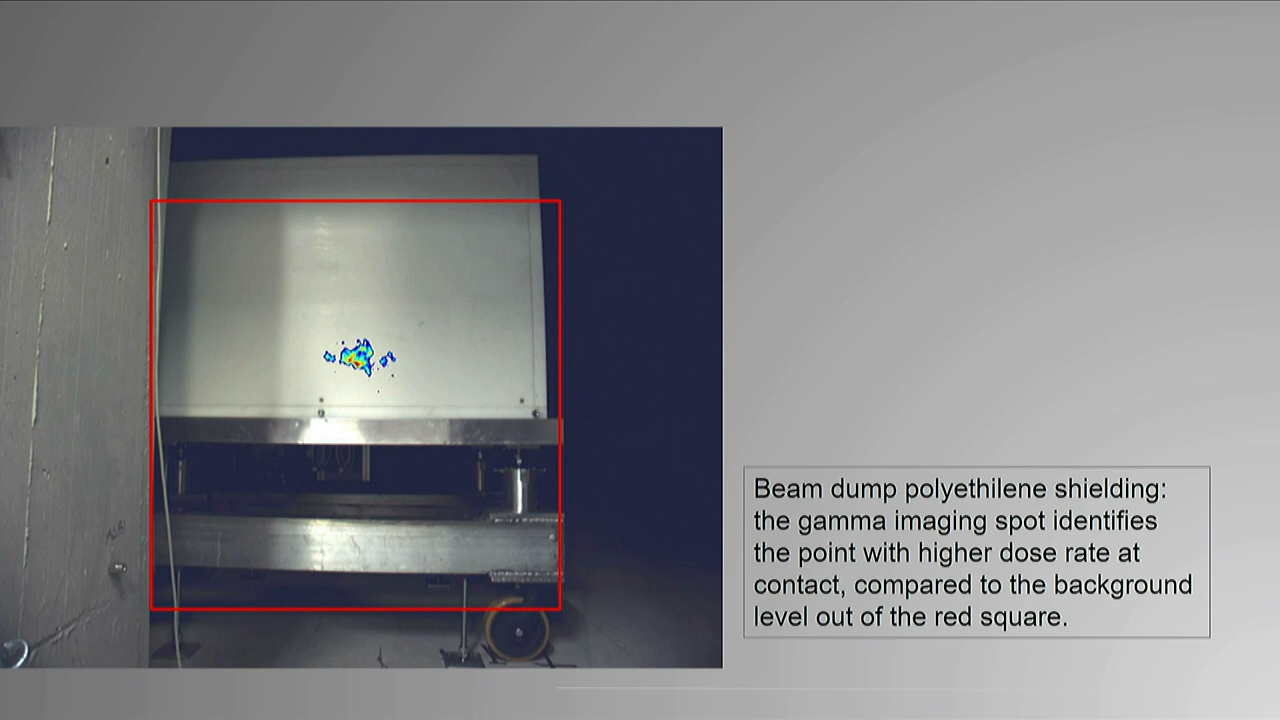 Beam dump polyethilene shielding:
the gamma imaging spot identifies
the point with higher dose rate at
contact, compared to the background
level out of the red square.